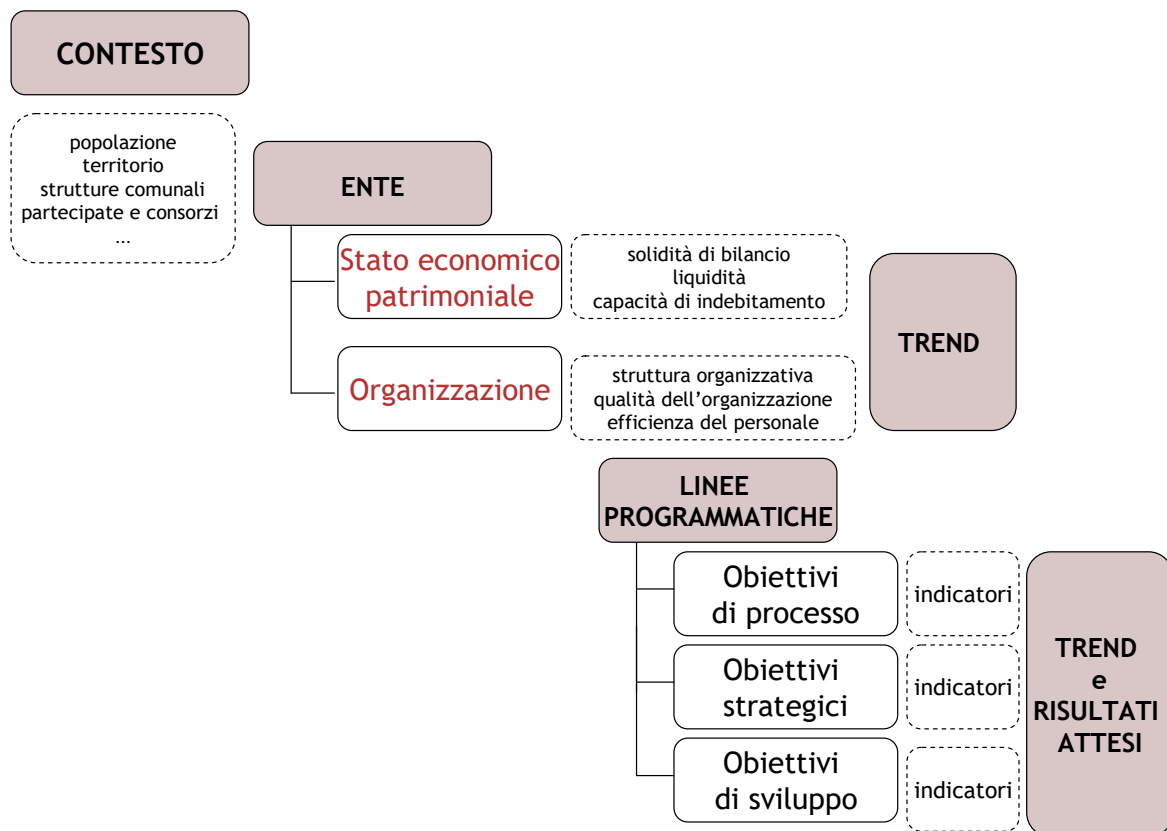 CONTESTO
popolazione
territorio
strutture comunali
partecipate e consorzi
...
ENTE
Stato economico
patrimoniale
solidità di bilancio
liquidità
capacità di indebitamento
TREND
Organizzazione
struttura organizzativa
qualità dell’organizzazione
efficienza del personale
LINEE
PROGRAMMATICHE
Obiettivi
di processo
indicatori
Obiettivi
strategici
indicatori
Obiettivi
di sviluppo
indicatori
TREND
e
RISULTATI
ATTESI